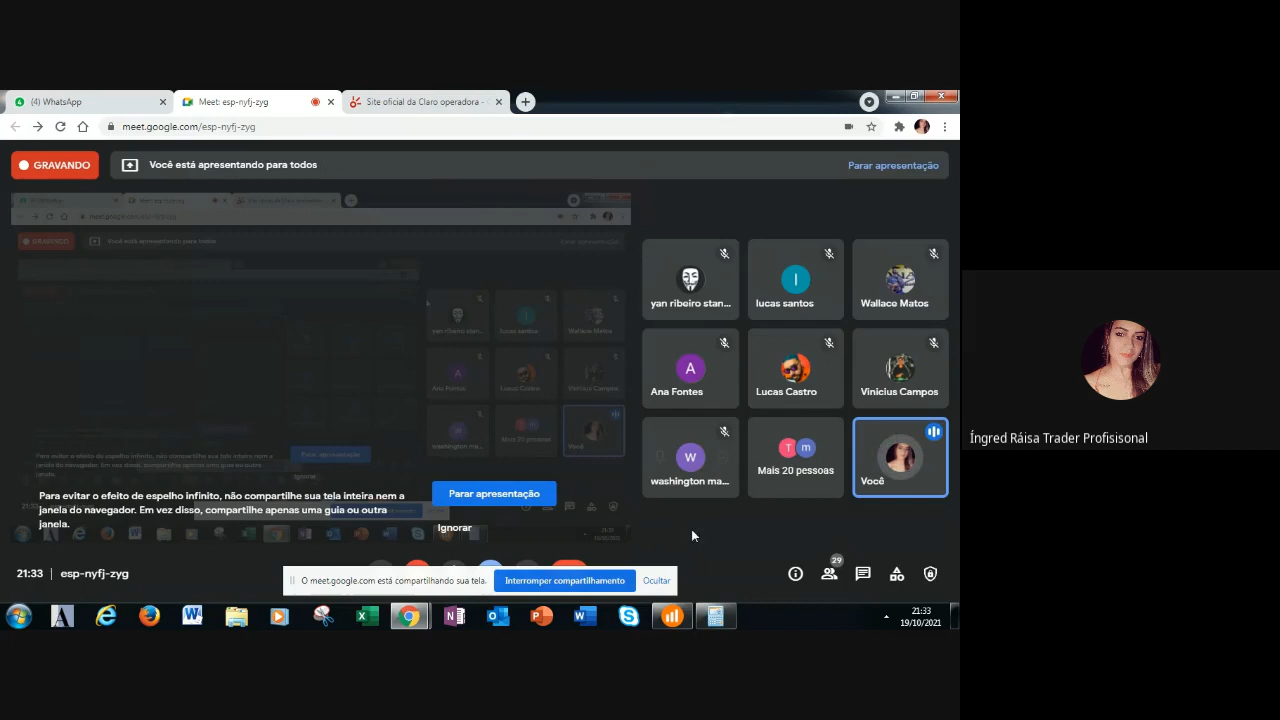 (4) WhatsApp
Meet: esp-nyfj-zyg
Site oficial da Claro operadora -
meet.google.com/esp-nyfj-zyg
GRAVANDO
Você está apresentando para todos
Parar apresentação
yan ribeiro stan...
lucas santos
Wallace Matos
A
Ana Fontes
Lucas Castro
Vinicius Campos
W
washington ma...
T m
Mais 20 pessoas
Você
Para evitar o efeito de espelho infinito, não compartilhe sua tela inteira nem a
janela do navegador. Em vez disso, compartilhe apenas uma guia ou outra
janela.
Parar apresentação
Ignorar
21:33 | esp-nyfj-zyg
O meet.google.com está compartilhando sua tela.
Interromper compartilhamento
Ocultar
29
21:33
19/10/2021
Íngred Ráisa Trader Profisisonal